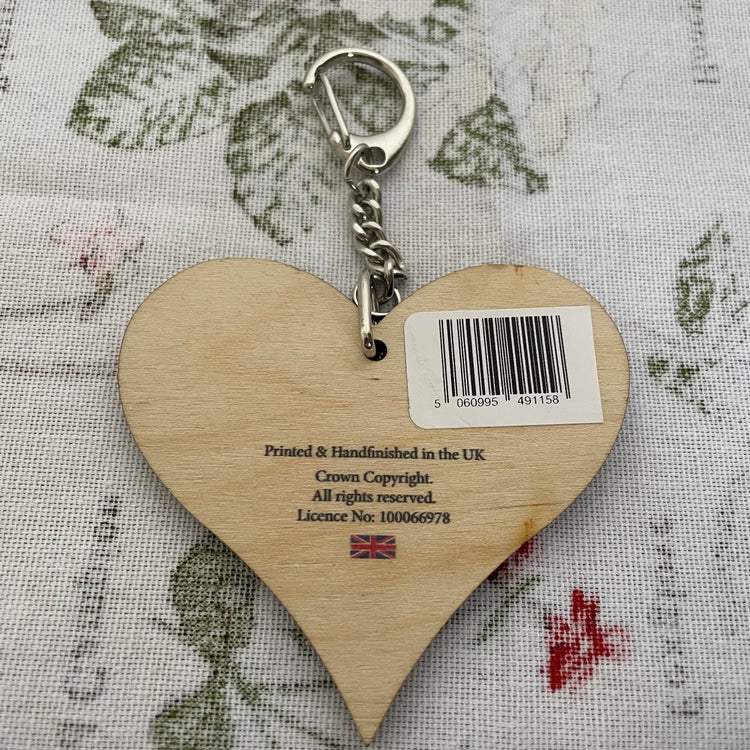 5 060995 491158
Printed & Handfinished in the UK
Crown Copyright.
All rights reserved.
Licence No: 100066978